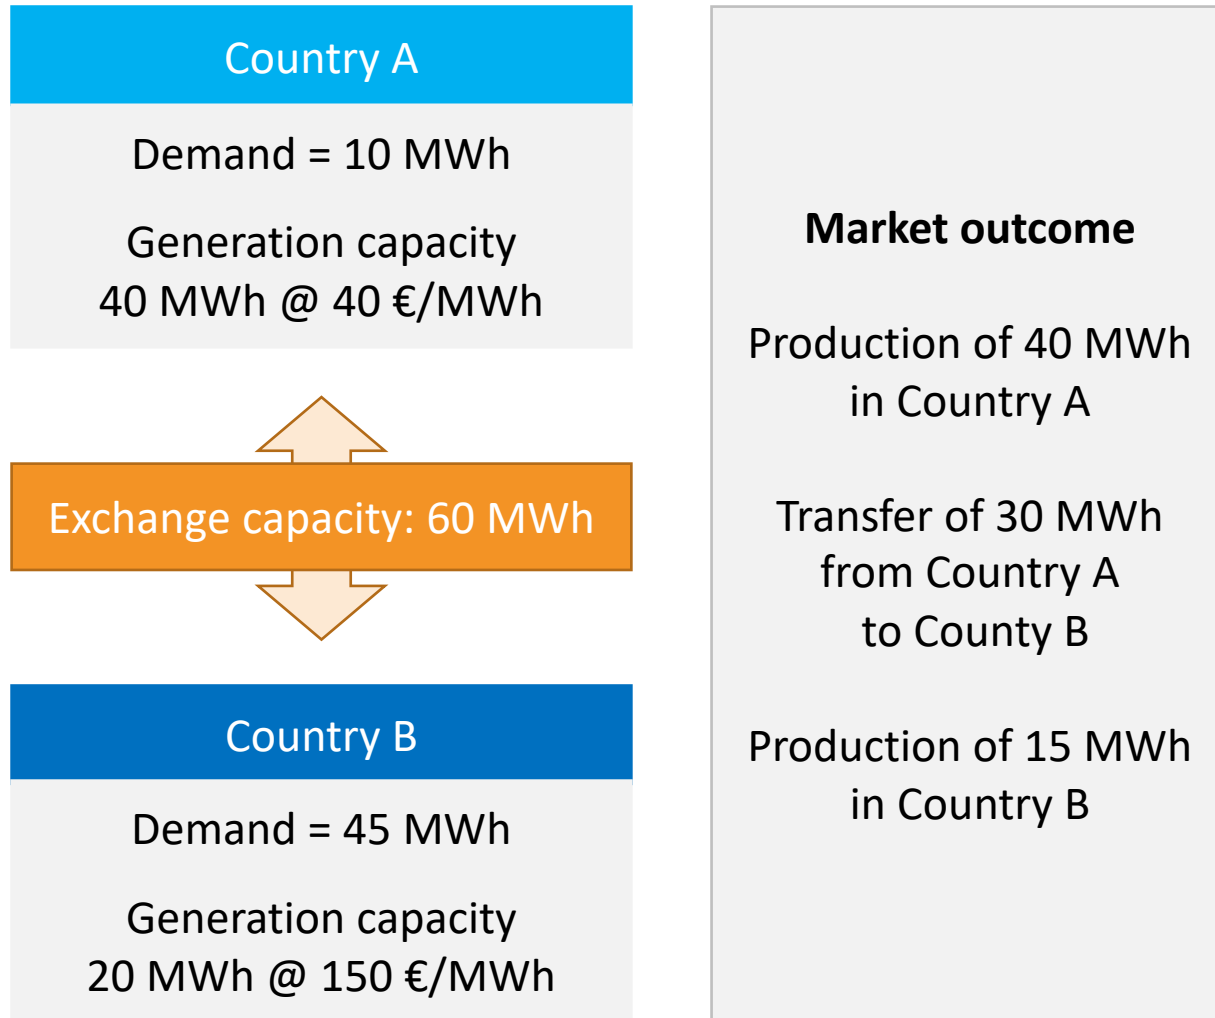 Country A
Demand = 10 MWh
Generation capacity
40 MWh @ 40 €/MWh
Exchange capacity: 60 MWh
Country B
Demand = 45 MWh
Generation capacity
20 MWh @ 150 €/MWh
Market outcome
Production of 40 MWh
in Country A
Transfer of 30 MWh
from Country A
to County B
Production of 15 MWh
in Country B